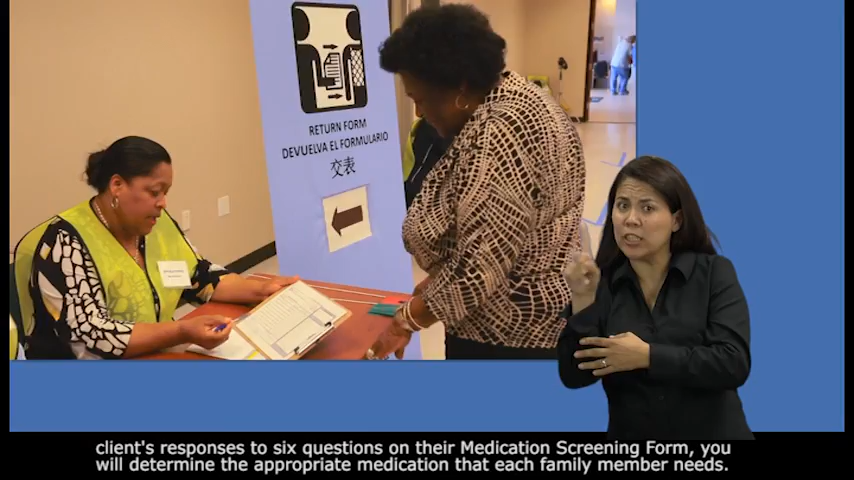 RETURN FORM
DEVUELVA EL FORMULARIO
交表
client's responses to six questions on their Medication Screening Form, you
will determine the appropriate medication that each family member needs.